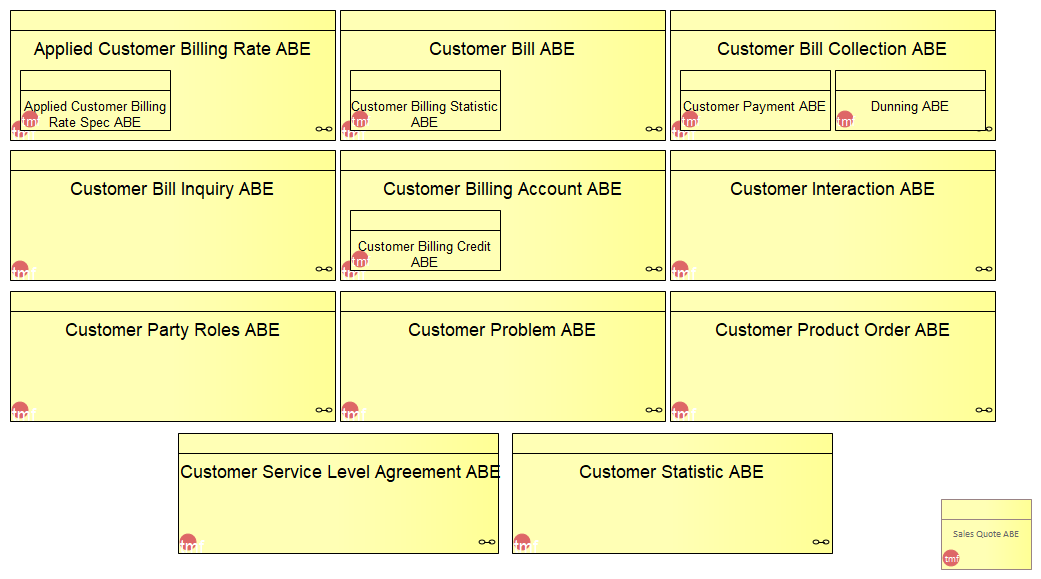 Applied Customer Billing Rate ABE
Applied Customer Billing
Rate Spec ABE
tmf
tmf
Customer Bill ABE
Customer Billing Statistic
ABE
tmf
tmf
Customer Bill Collection ABE
Customer Payment ABE
tmf
tmf
Dunning ABE
tmf
Customer Bill Inquiry ABE
tmf
Customer Billing Account ABE
Customer Billing Credit
ABE
tmf
tmf
Customer Interaction ABE
tmf
Customer Party Roles ABE
tmf
Customer Problem ABE
tmf
Customer Product Order ABE
tmf
Customer Service Level Agreement ABE
tmf
Customer Statistic ABE
tmf
Sales Quote ABE
tmf